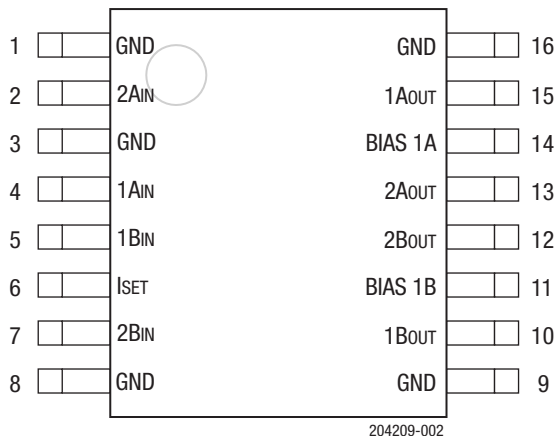 1 GND GND 16
2 2AIN 1AOUT 15
3 GND BIAS 1A 14
4 1AIN 2AOUT 13
5 1BIN 2BOUT 12
6 ISET BIAS 1B 11
7 2BIN 1BOUT 10
8 GND GND 9
204209-002